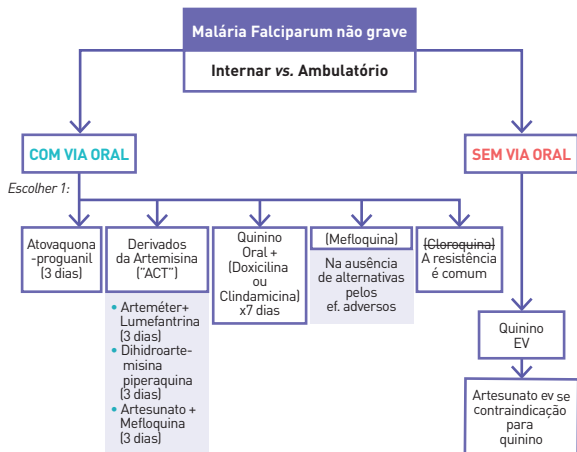 Malária Falciparum não grave
Internar vs. Ambulatório
COM VIA ORAL
SEM VIA ORAL
Escolher 1:
Atovaquona
-proguanil
(3 dias)
Derivados
da Artemisina
("ACT")
• Arteméter+
Lumefantrina
(3 dias)
• Dihidroarte-
misina
piperaquina
(3 dias)
• Artesunato +
Mefloquina
(3 dias)
Quinino
Oral +
(Doxicilina
ou
Clindamicina)
x7 dias
(Mefloquina)
Na ausência
de alternativas
pelos
ef. adversos
(Cloroquina)
A resistência
é comum
Quinino
EV
Artesunato ev se
contraindicação
para
quinino